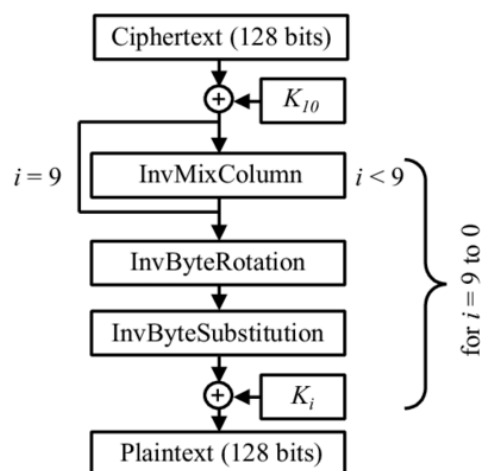 Ciphertext (128 bits)
+
K10
i = 9
InvMixColumn
i < 9
InvByteRotation
InvByteSubstitution
for i = 9 to 0
+
Ki
Plaintext (128 bits)